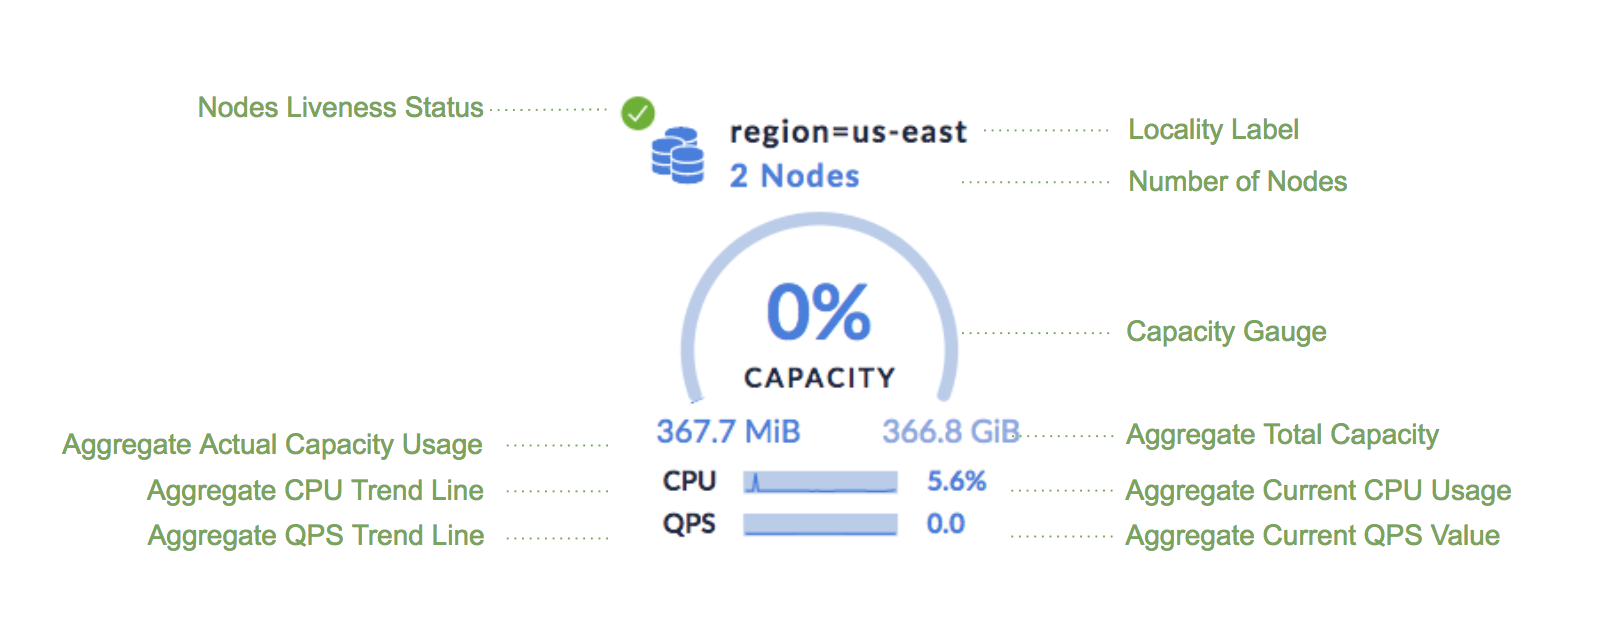 Nodes Liveness Status
region=us-east
Locality Label
2 Nodes
Number of Nodes
0%
CAPACITY
Capacity Gauge
Aggregate Actual Capacity Usage
367.7 MiB
366.8 GiB
Aggregate Total Capacity
Aggregate CPU Trend Line
CPU
5.6%
Aggregate Current CPU Usage
Aggregate QPS Trend Line
QPS
0.0
Aggregate Current QPS Value